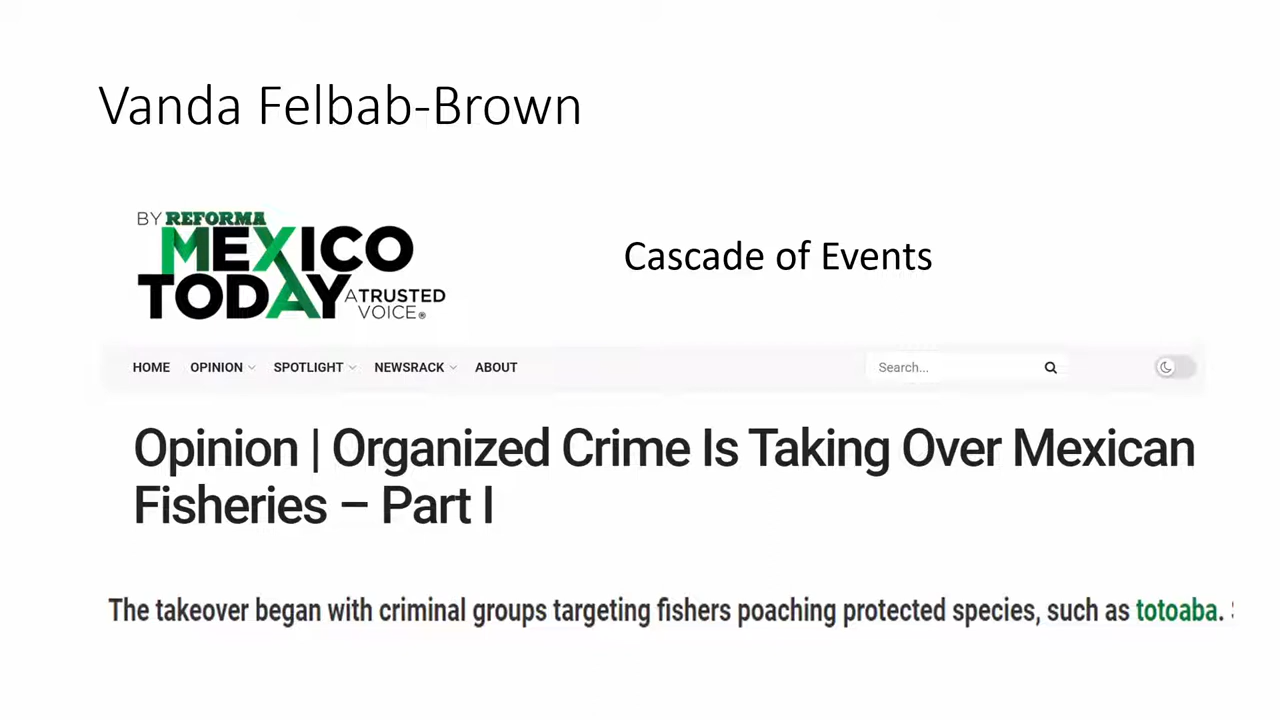 Vanda Felbab-Brown
BY REFORMA
MEXICO
TODAY
A TRUSTED
VOICE®
Cascade of Events
HOME OPINION SPOTLIGHT NEWSRACK ABOUT Search...
Opinion | Organized Crime Is Taking Over Mexican
Fisheries – Part I
The takeover began with criminal groups targeting fishers poaching protected species, such as totoaba.